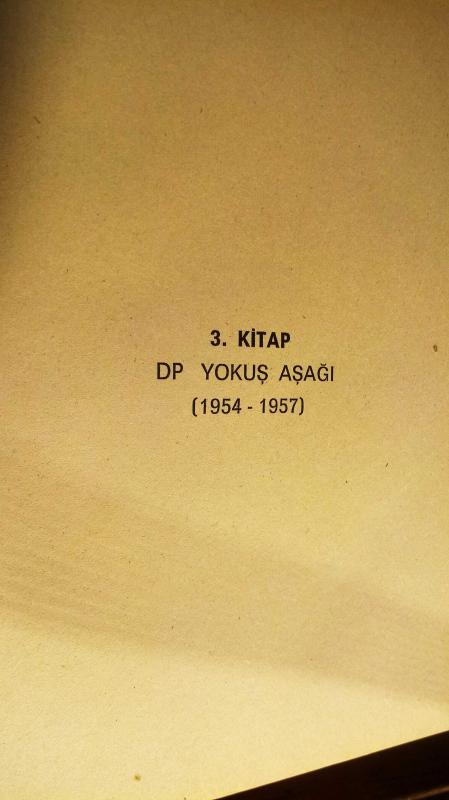 3. KİTAP
DP YOKUŞ AŞAĞI
(1954 - 1957)